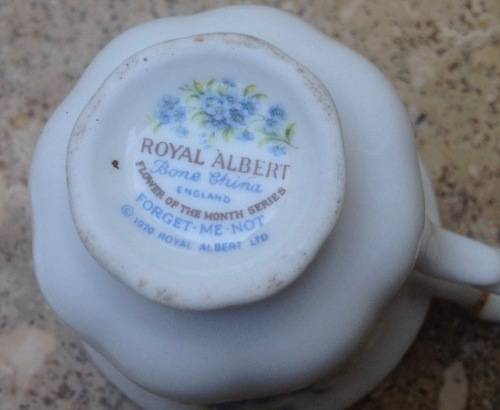 ROYAL ALBERT
Bone China
ENGLAND
FLOWER OF THE MONTH SERIES
FORGET·ME·NOT
© 1970 ROYAL ALBERT LTD